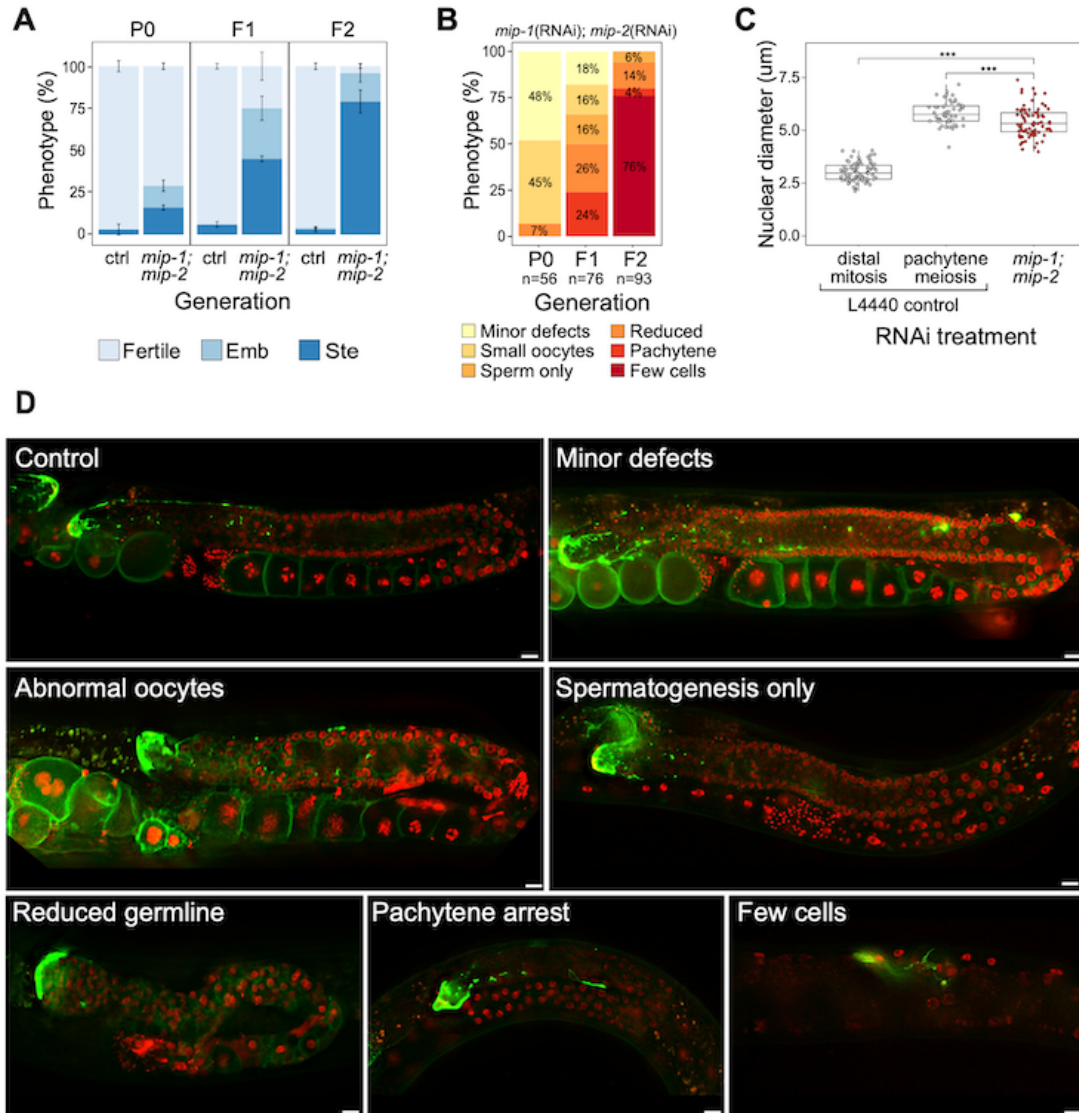 A
P0
F1
F2
Phenotype (%)
100
75
50
25
0
ctrl
mip-1;
mip-2
ctrl
mip-1;
mip-2
ctrl
mip-1;
mip-2
Generation
Fertile
Emb
Ste
B
mip-1(RNAi); mip-2(RNAi)
Phenotype (%)
100
75
50
25
0
48%
45%
7%
18%
16%
16%
26%
24%
6%
14%
4%
76%
P0
F1
F2
n=56
n=76
n=93
Generation
Minor defects
Small oocytes
Sperm only
Reduced
Pachytene
Few cells
C
Nuclear diameter (um)
7.5
5.0
2.5
0.0
***
***
distal
mitosis
pachytene
meiosis
mip-1;
mip-2
L4440 control
RNAi treatment
D
Control
Minor defects
Abnormal oocytes
Spermatogenesis only
Reduced germline
Pachytene arrest
Few cells